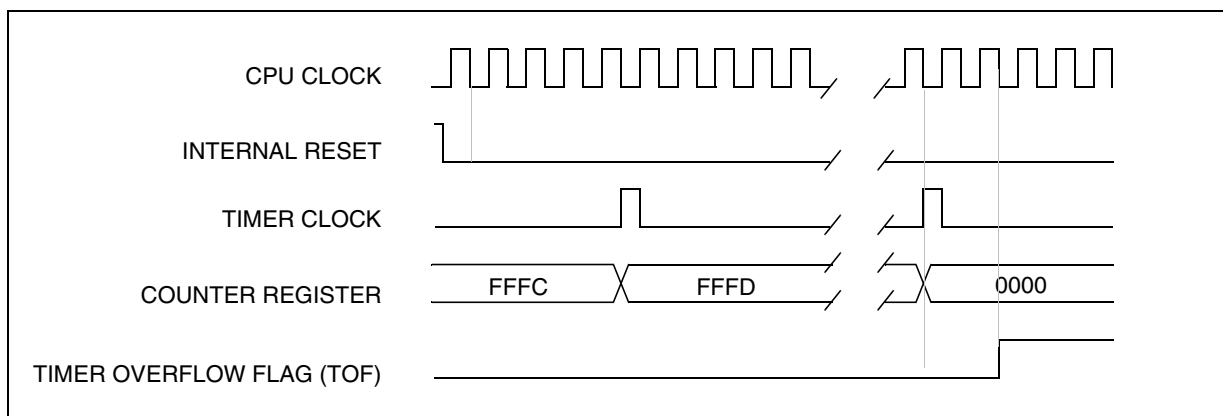 CPU CLOCK
INTERNAL RESET
TIMER CLOCK
COUNTER REGISTER
FFFC
FFFD
0000
TIMER OVERFLOW FLAG (TOF)